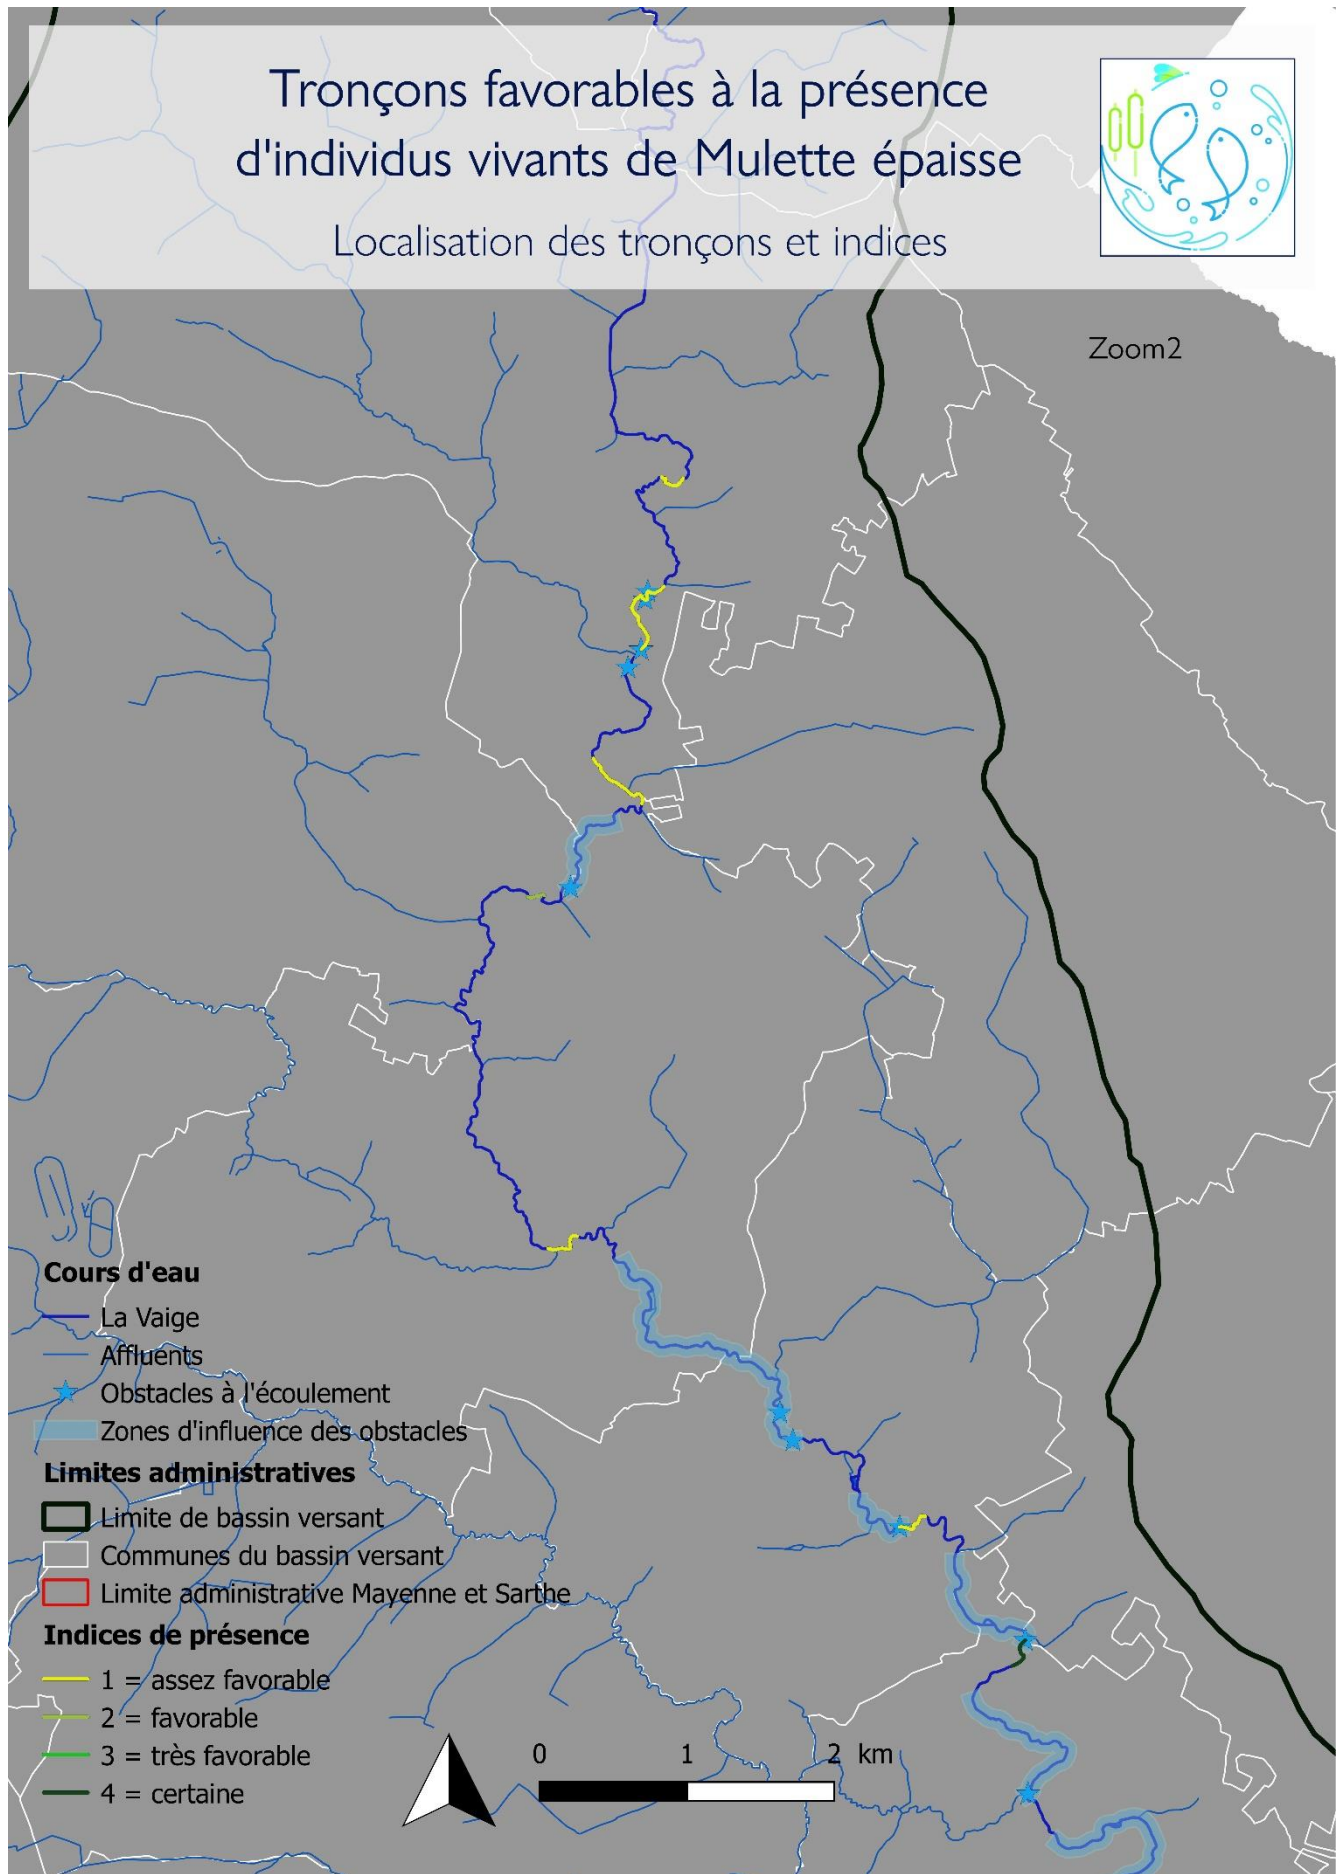 Tronçons favorables à la présence
d'individus vivants de Mulette épaisse
Localisation des tronçons et indices
Zoom2
Cours d'eau
La Vaige
Affluents
Obstacles à l'écoulement
Zones d'influence des obstacles
Limites administratives
Limite de bassin versant
Communes du bassin versant
Limite administrative Mayenne et Sarthe
Indices de présence
1 = assez favorable
2 = favorable
3 = très favorable
4 = certaine
0 1 2 km